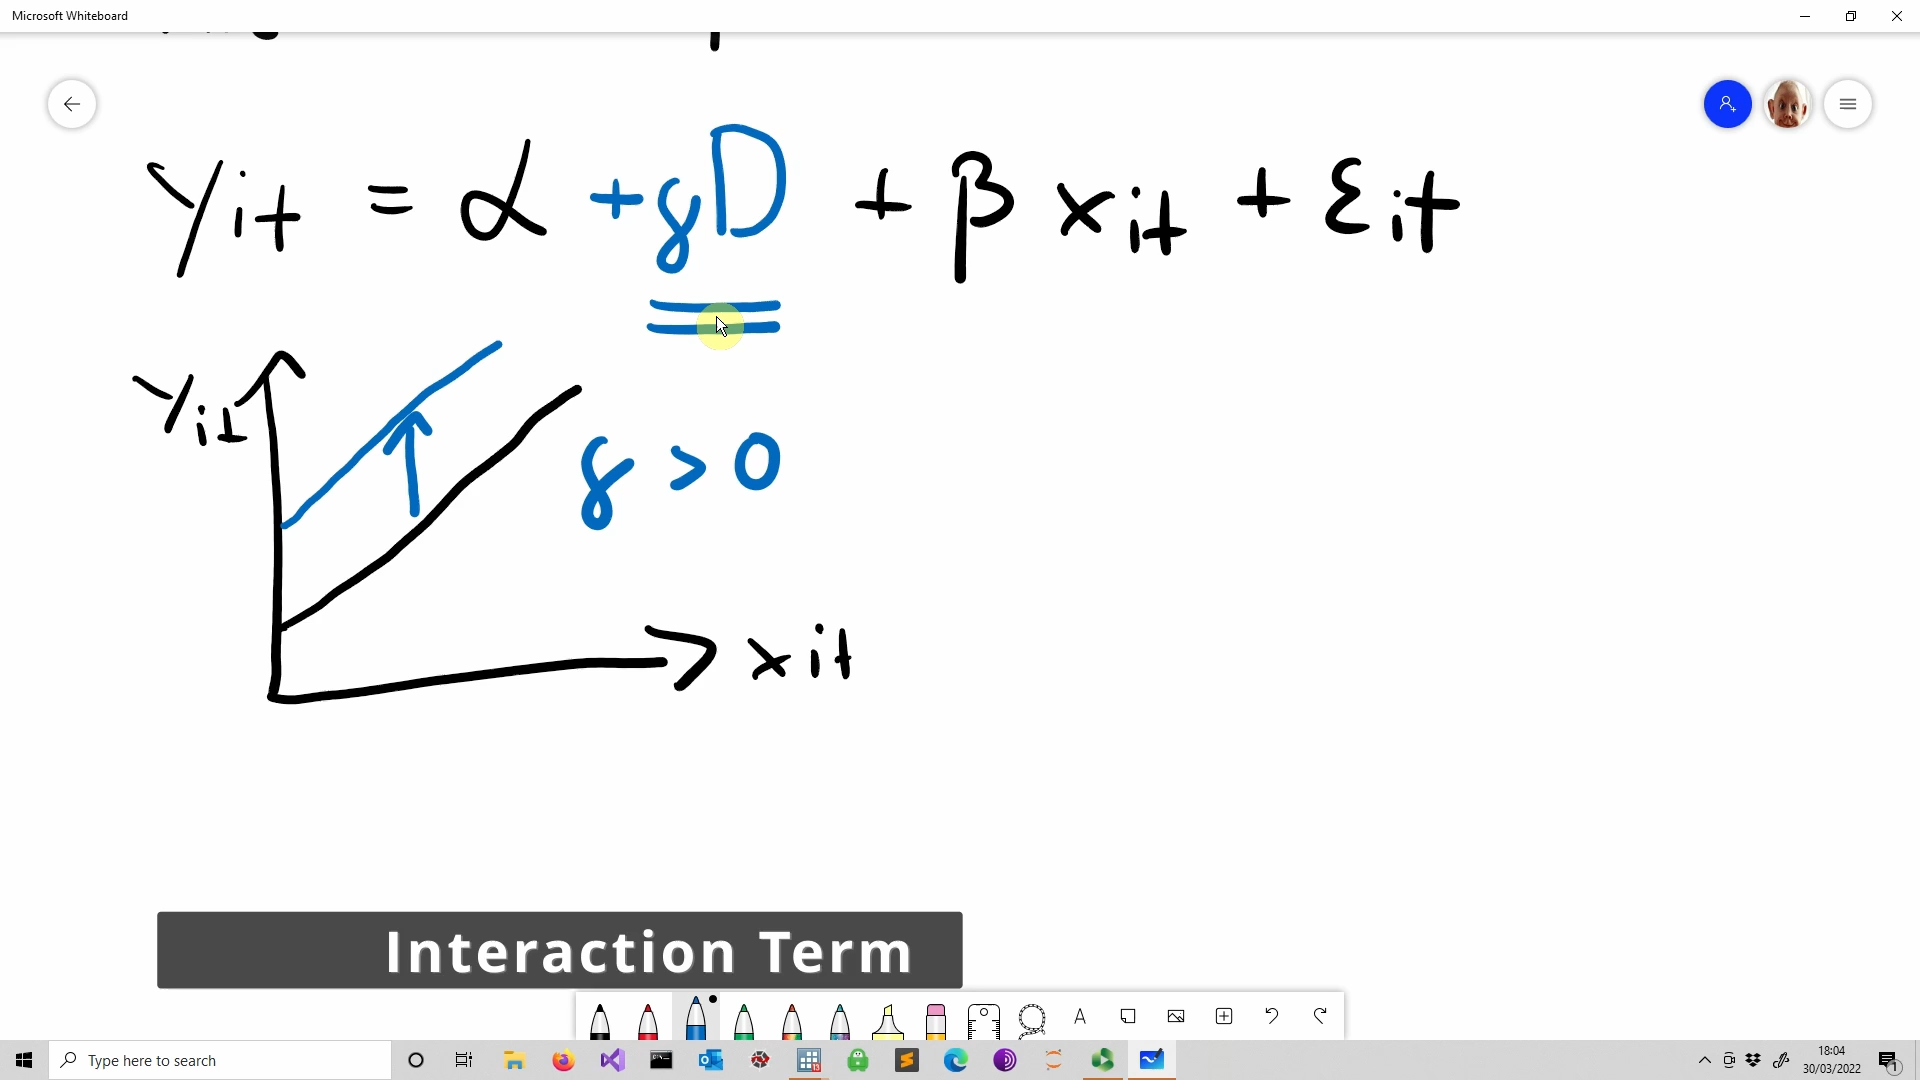 Microsoft Whiteboard
Yit = α + γD + β xit + εit
Yit
γ > 0
xit
Interaction Term
A
Type here to search
18:04
30/03/2022